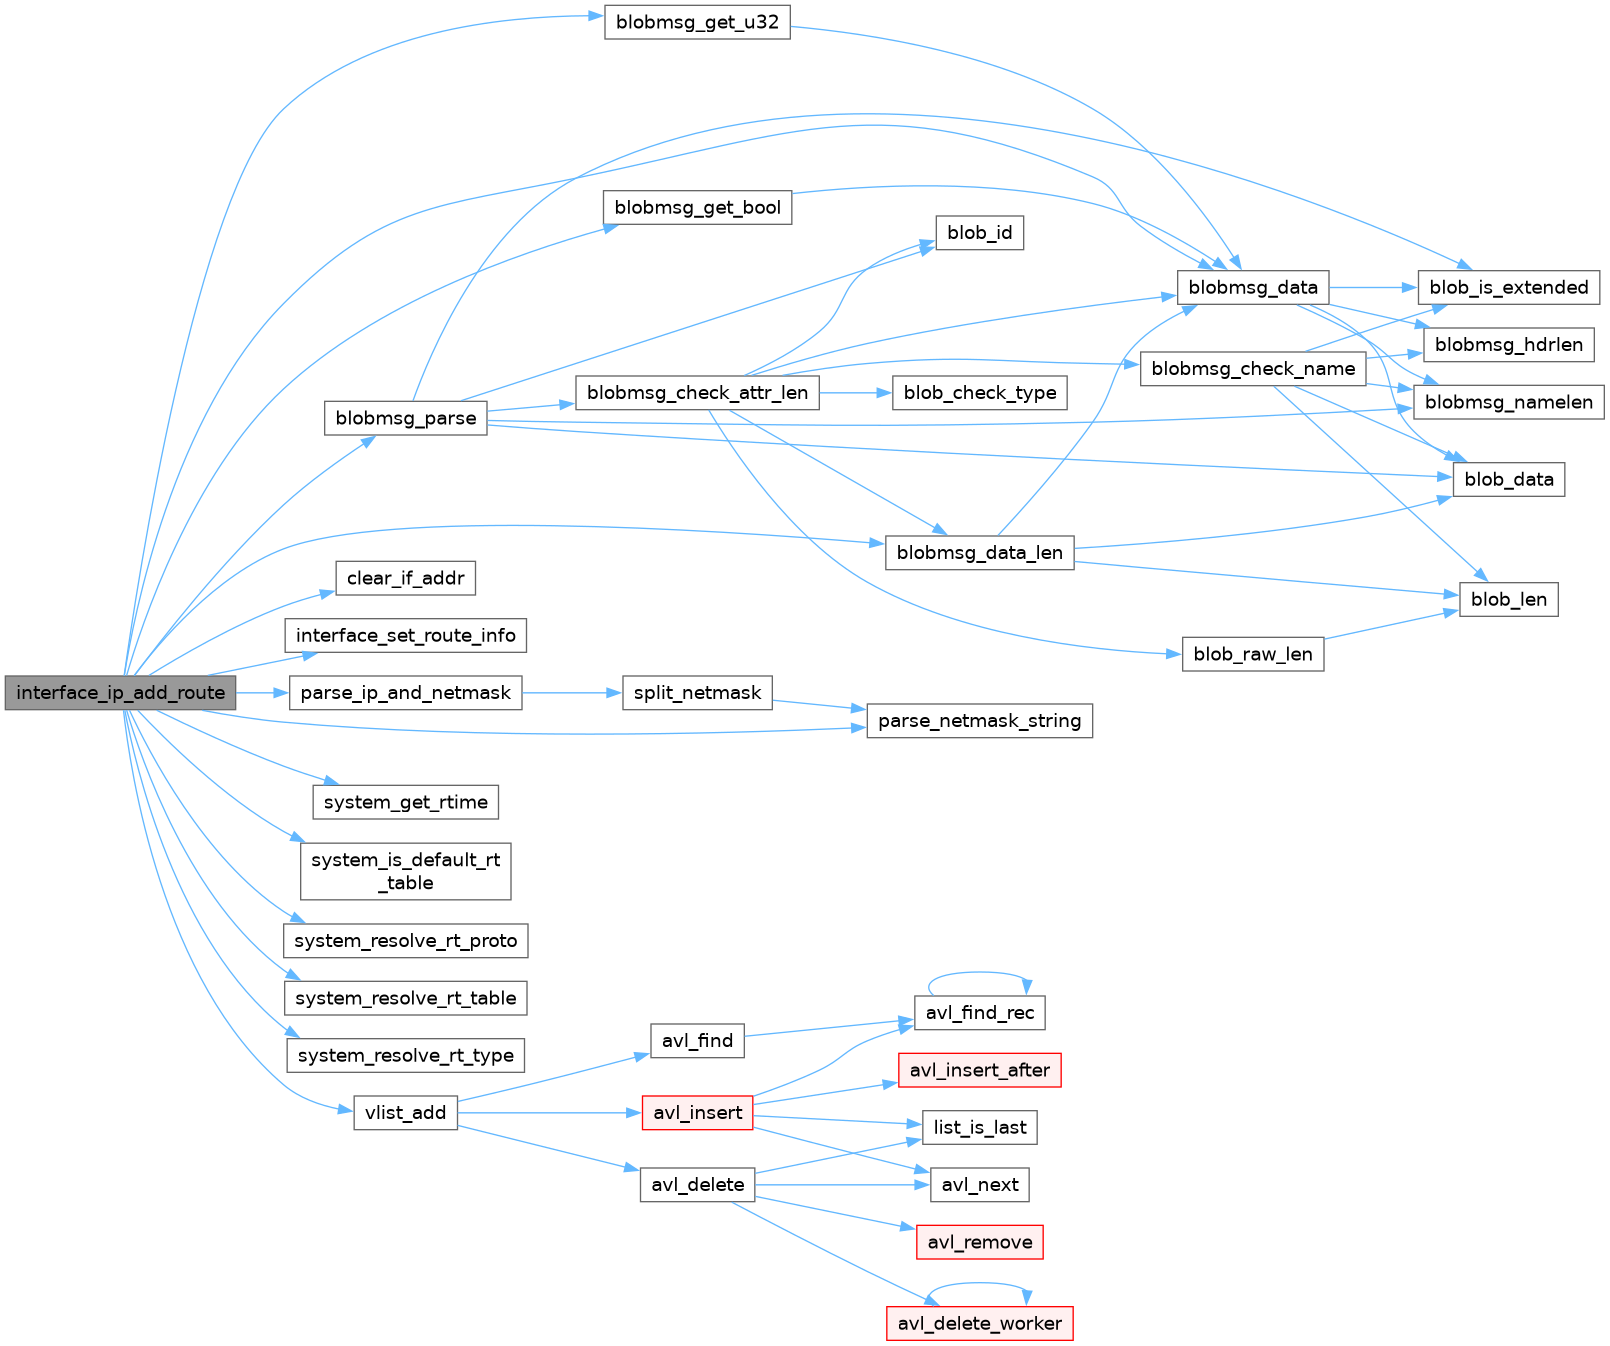 blobmsg_get_u32
blobmsg_get_bool
blob_id
blobmsg_data
blob_is_extended
blobmsg_hdrlen
blobmsg_check_name
blobmsg_check_attr_len
blob_check_type
blobmsg_namelen
blobmsg_parse
blob_data
blobmsg_data_len
clear_if_addr
blob_len
interface_set_route_info
blob_raw_len
interface_ip_add_route
parse_ip_and_netmask
split_netmask
parse_netmask_string
system_get_rtime
system_is_default_rt
_table
system_resolve_rt_proto
system_resolve_rt_table
avl_find_rec
avl_find
system_resolve_rt_type
avl_insert_after
vlist_add
avl_insert
list_is_last
avl_delete
avl_next
avl_remove
avl_delete_worker